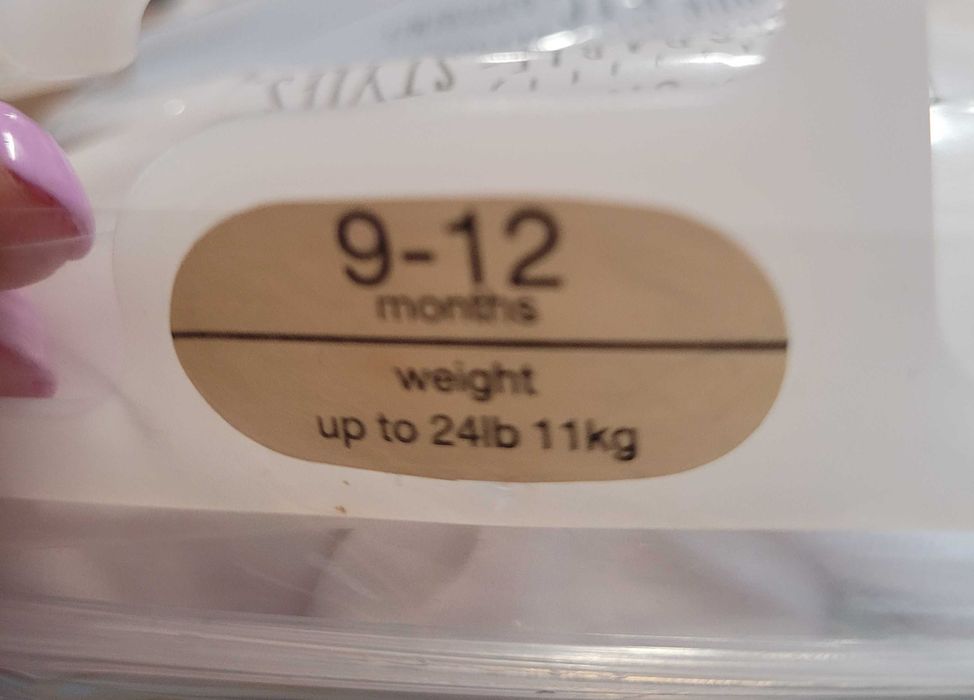 9-12
months
weight
up to 24lb 11kg